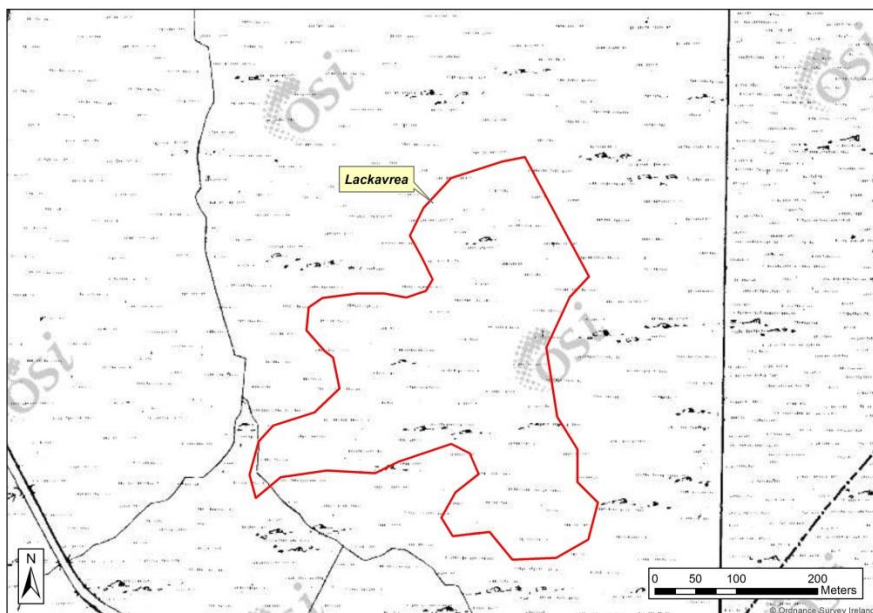 osi
osi
Lackavrea
osi
osi
N
0 50 100 200
Meters
© Ordnance Survey Ireland